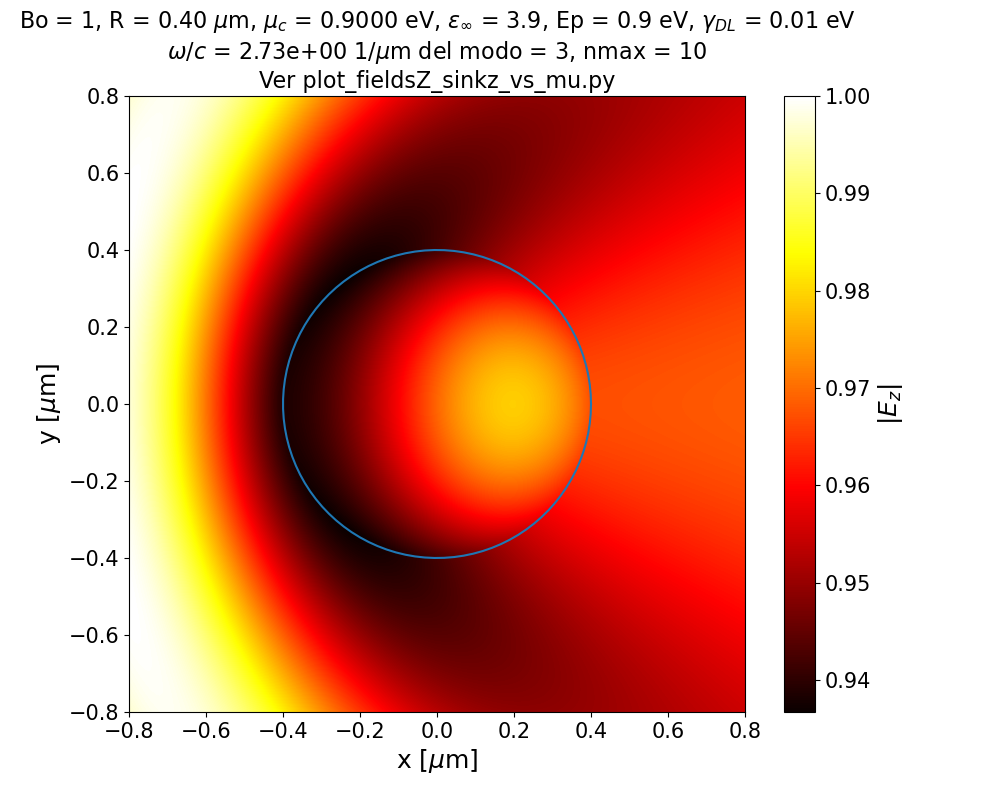 Bo = 1, R = 0.40 μm, μ_c = 0.9000 eV, ε_∞ = 3.9, Ep = 0.9 eV, γ_DL = 0.01 eV
ω/c = 2.73e+00 1/μm del modo = 3, nmax = 10
Ver plot_fieldsZ_sinkz_vs_mu.py
0.8
0.6
0.4
0.2
0.0
−0.2
−0.4
−0.6
−0.8
y [μm]
−0.8 −0.6 −0.4 −0.2 0.0 0.2 0.4 0.6 0.8
x [μm]
1.00
0.99
0.98
0.97
0.96
0.95
0.94
|E_z|